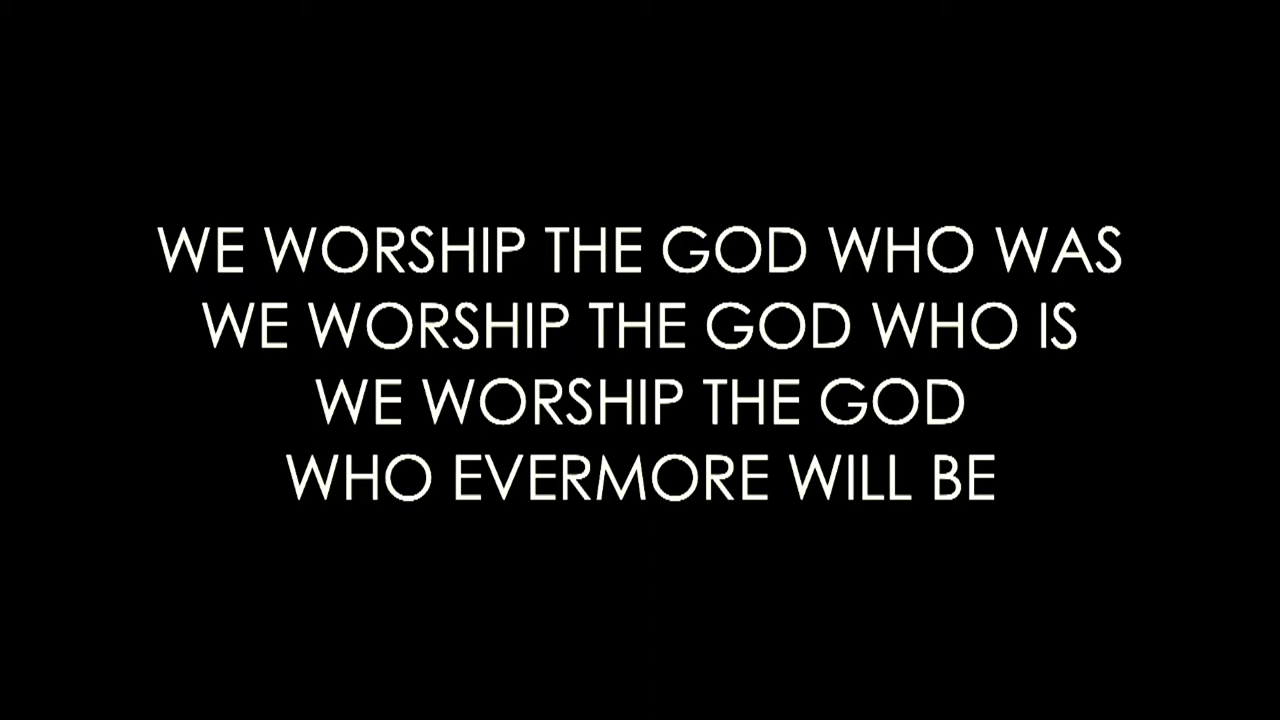 WE WORSHIP THE GOD WHO WAS
WE WORSHIP THE GOD WHO IS
WE WORSHIP THE GOD
WHO EVERMORE WILL BE